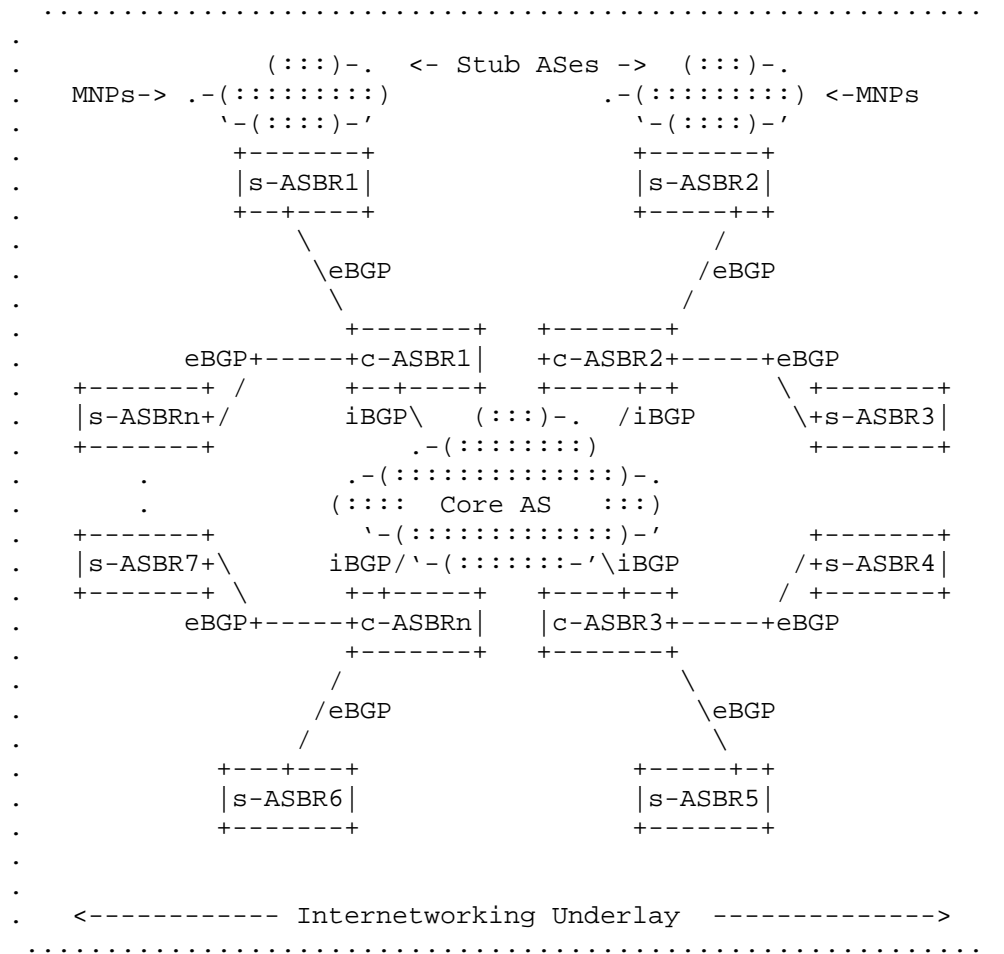 . . . . . . . . . . . . . . . . . . . . . . . . . . . . . . . . . . . . . . . . . . . . . . . . . . . . . . . . . . . .
.
.               (:::)-.  <- Stub ASes ->  (:::)-.
.   MNPs-> .-(:::::::::)             .-(:::::::::) <-MNPs
.            `-(::::)-'                `-(::::)-'
.             +-------+                +-------+
.             |s-ASBR1|                |s-ASBR2|
.             +--+----+                +-----+-+
.                 \                         /
.                  \eBGP                   /eBGP
.                   \                     /
.                    +-------+   +-------+
.          eBGP+-----+c-ASBR1|   +c-ASBR2+-----+eBGP
.   +-------+ /      +--+----+   +-----+-+      \ +-------+
.   |s-ASBRn+/       iBGP\   (:::)-.  /iBGP      \+s-ASBR3|
.   +-------+            .-(::::::::)             +-------+
.       .            .-(::::::::::::::)-.
.       .           (::::  Core AS   :::)
.   +-------+         `-(:::::::::::::)-'         +-------+
.   |s-ASBR7+\      iBGP/`-(:::::::-'\iBGP       /+s-ASBR4|
.   +-------+ \      +-+-----+   +----+--+      / +-------+
.          eBGP+-----+c-ASBRn|   |c-ASBR3+-----+eBGP
.                    +-------+   +-------+
.                   /                     \
.                  /eBGP                   \eBGP
.                 /                         \
.            +---+---+                 +-----+-+
.            |s-ASBR6|                 |s-ASBR5|
.            +-------+                 +-------+
.
.
.   <------------ Internetworking Underlay  -------------->
. . . . . . . . . . . . . . . . . . . . . . . . . . . . . . . . . . . . . . . . . . . . . . . . . . . . . . . . . . . .